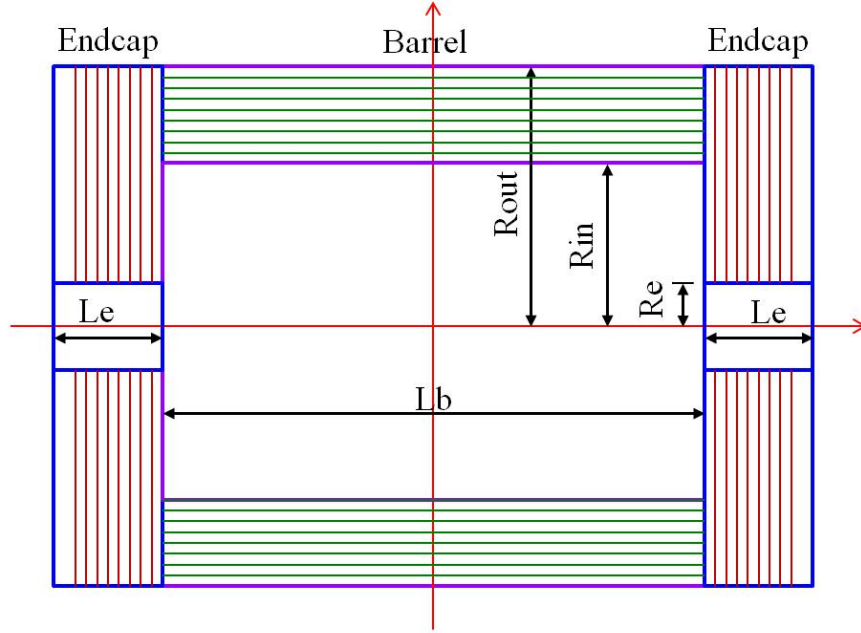 Endcap
Barrel
Endcap
Rout
Rin
Re
Le
Le
Lb